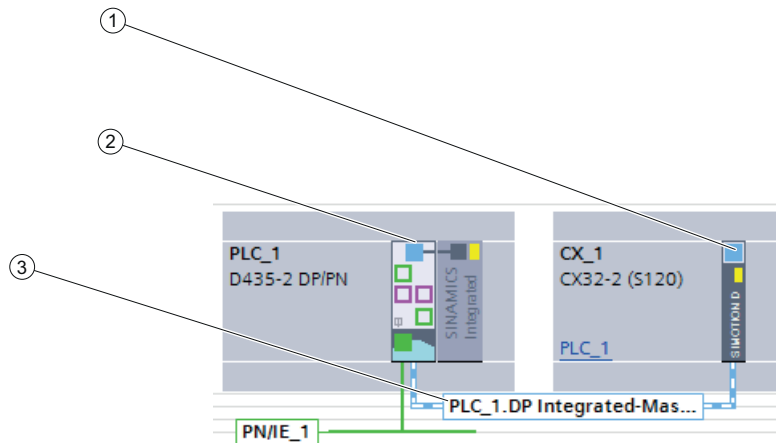 1
2
3
PLC_1
D435-2 DP/PN
SINAMICS
Integrated
CX_1
CX32-2 (S120)
PLC_1
SIMOTION D
PLC_1.DP Integrated-Mas...
PN/IE_1